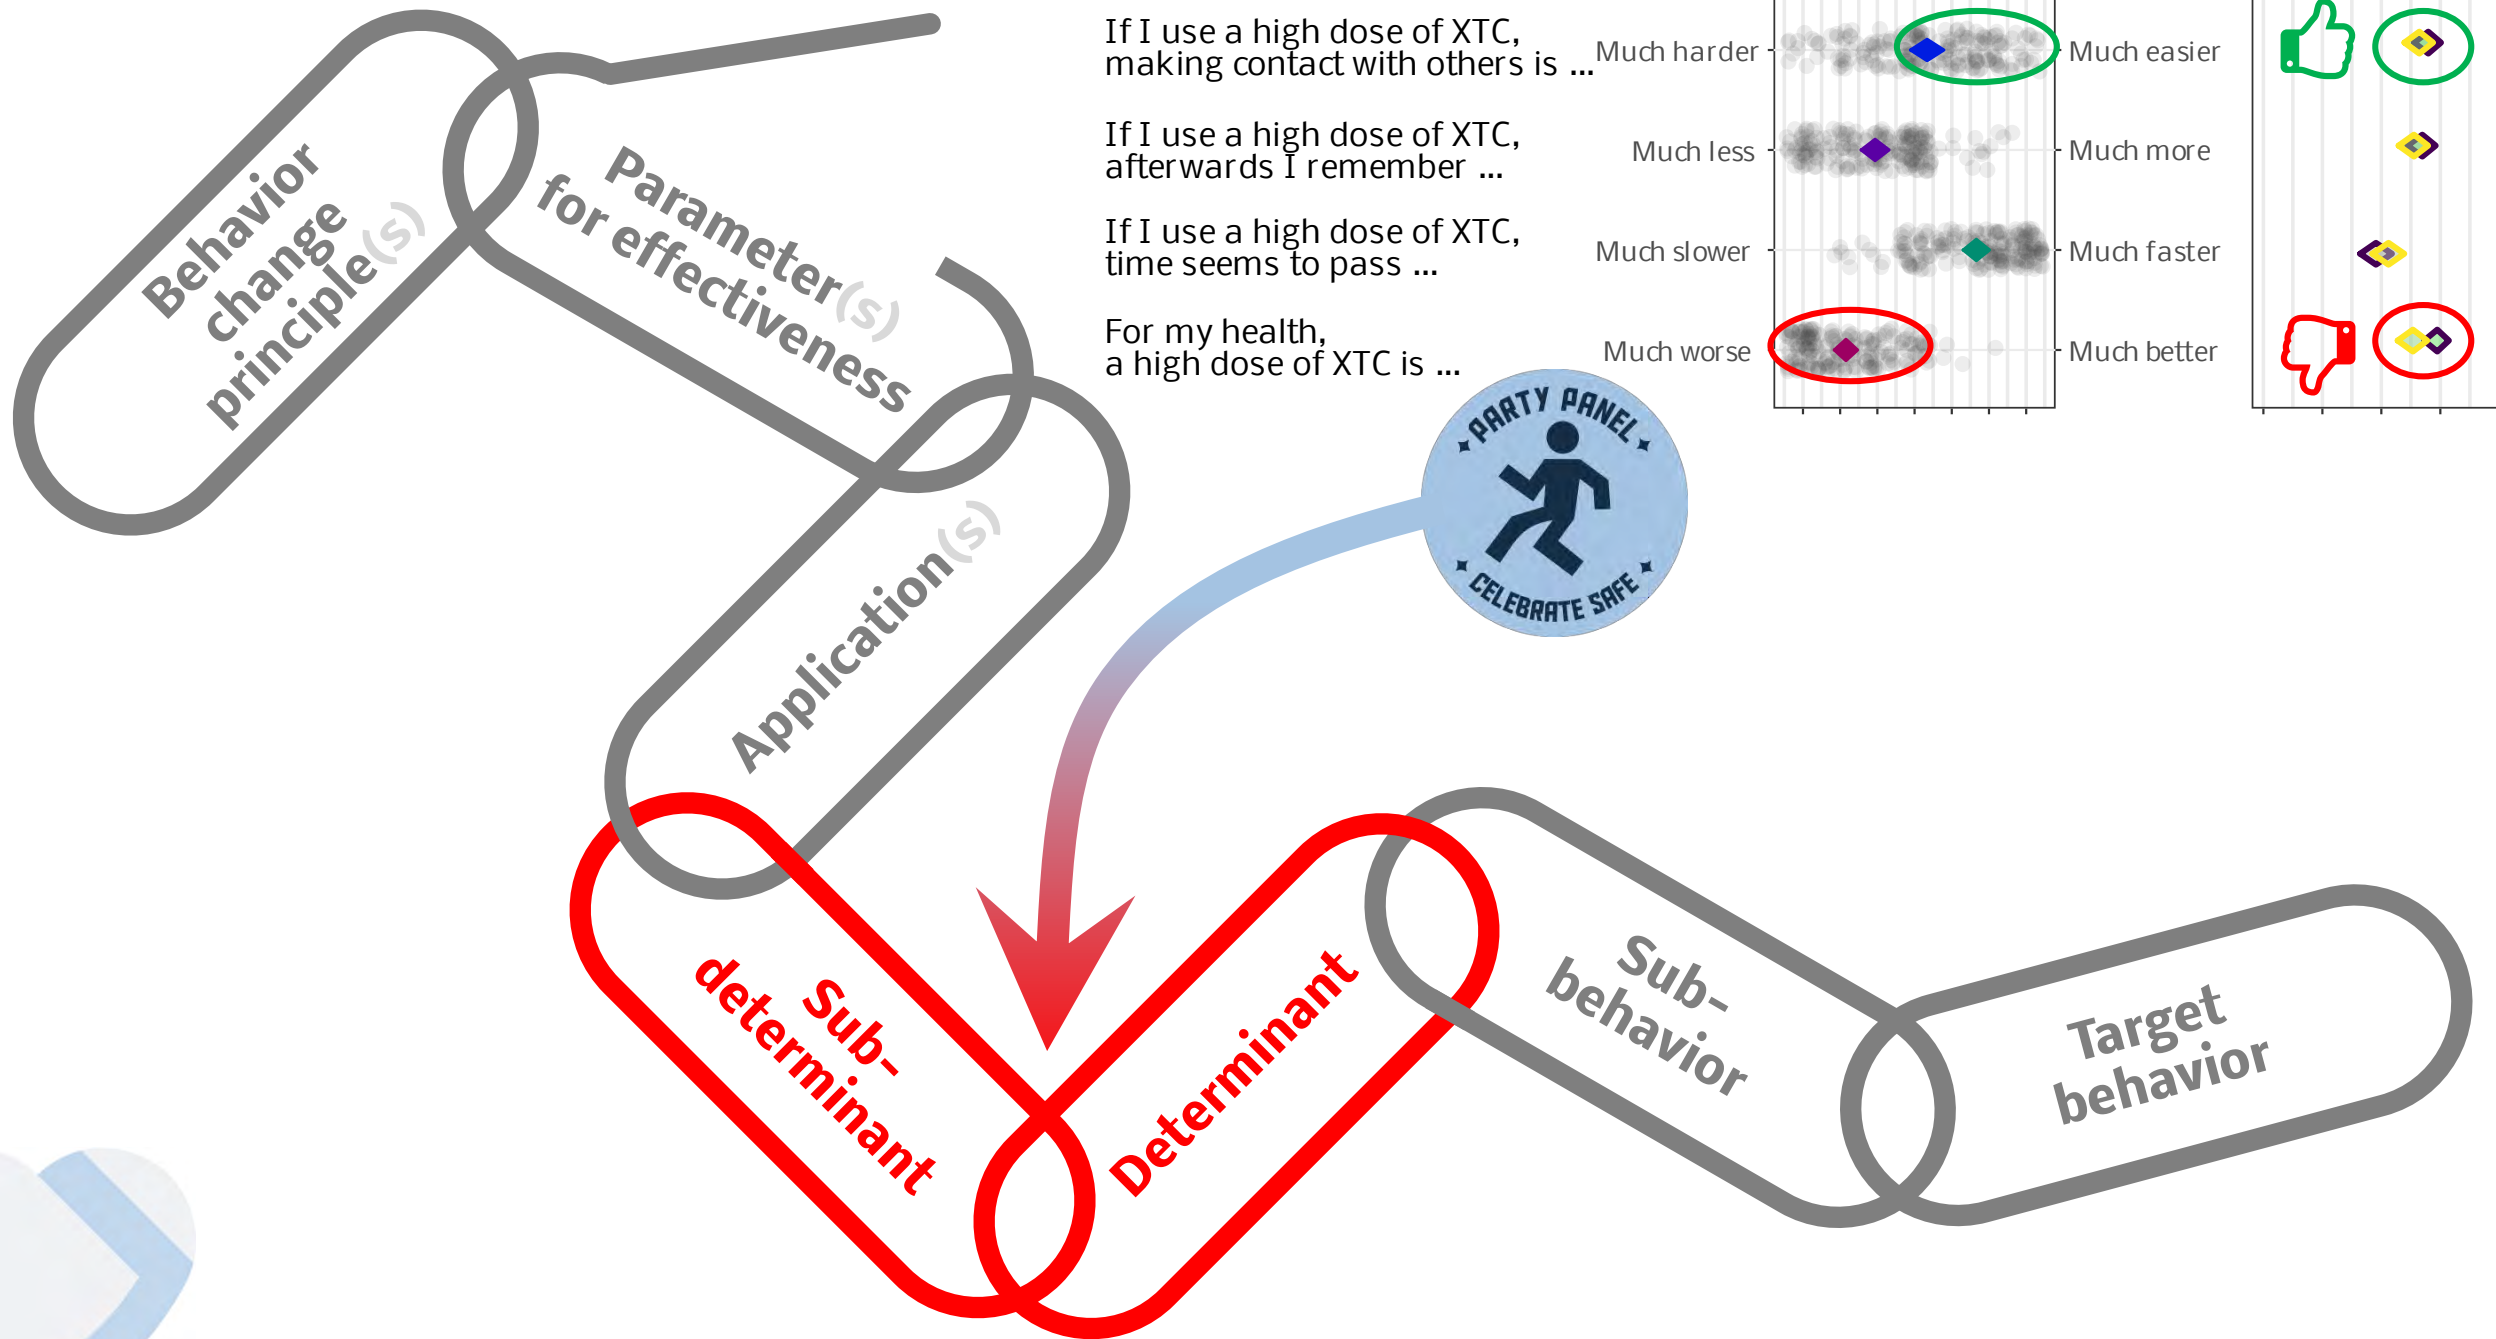 If I use a high dose of XTC,
making contact with others is ...
Much harder
Much easier
If I use a high dose of XTC,
afterwards I remember ...
Much less
Much more
If I use a high dose of XTC,
time seems to pass ...
Much slower
Much faster
For my health,
a high dose of XTC is ...
Much worse
Much better
Behavior
change
principle(s)
Parameter(s)
for effectiveness
PARTY PANEL
CELEBRATE SAFE
Application(s)
Sub-
determinant
Determinant
Sub-
behavior
Target
behavior